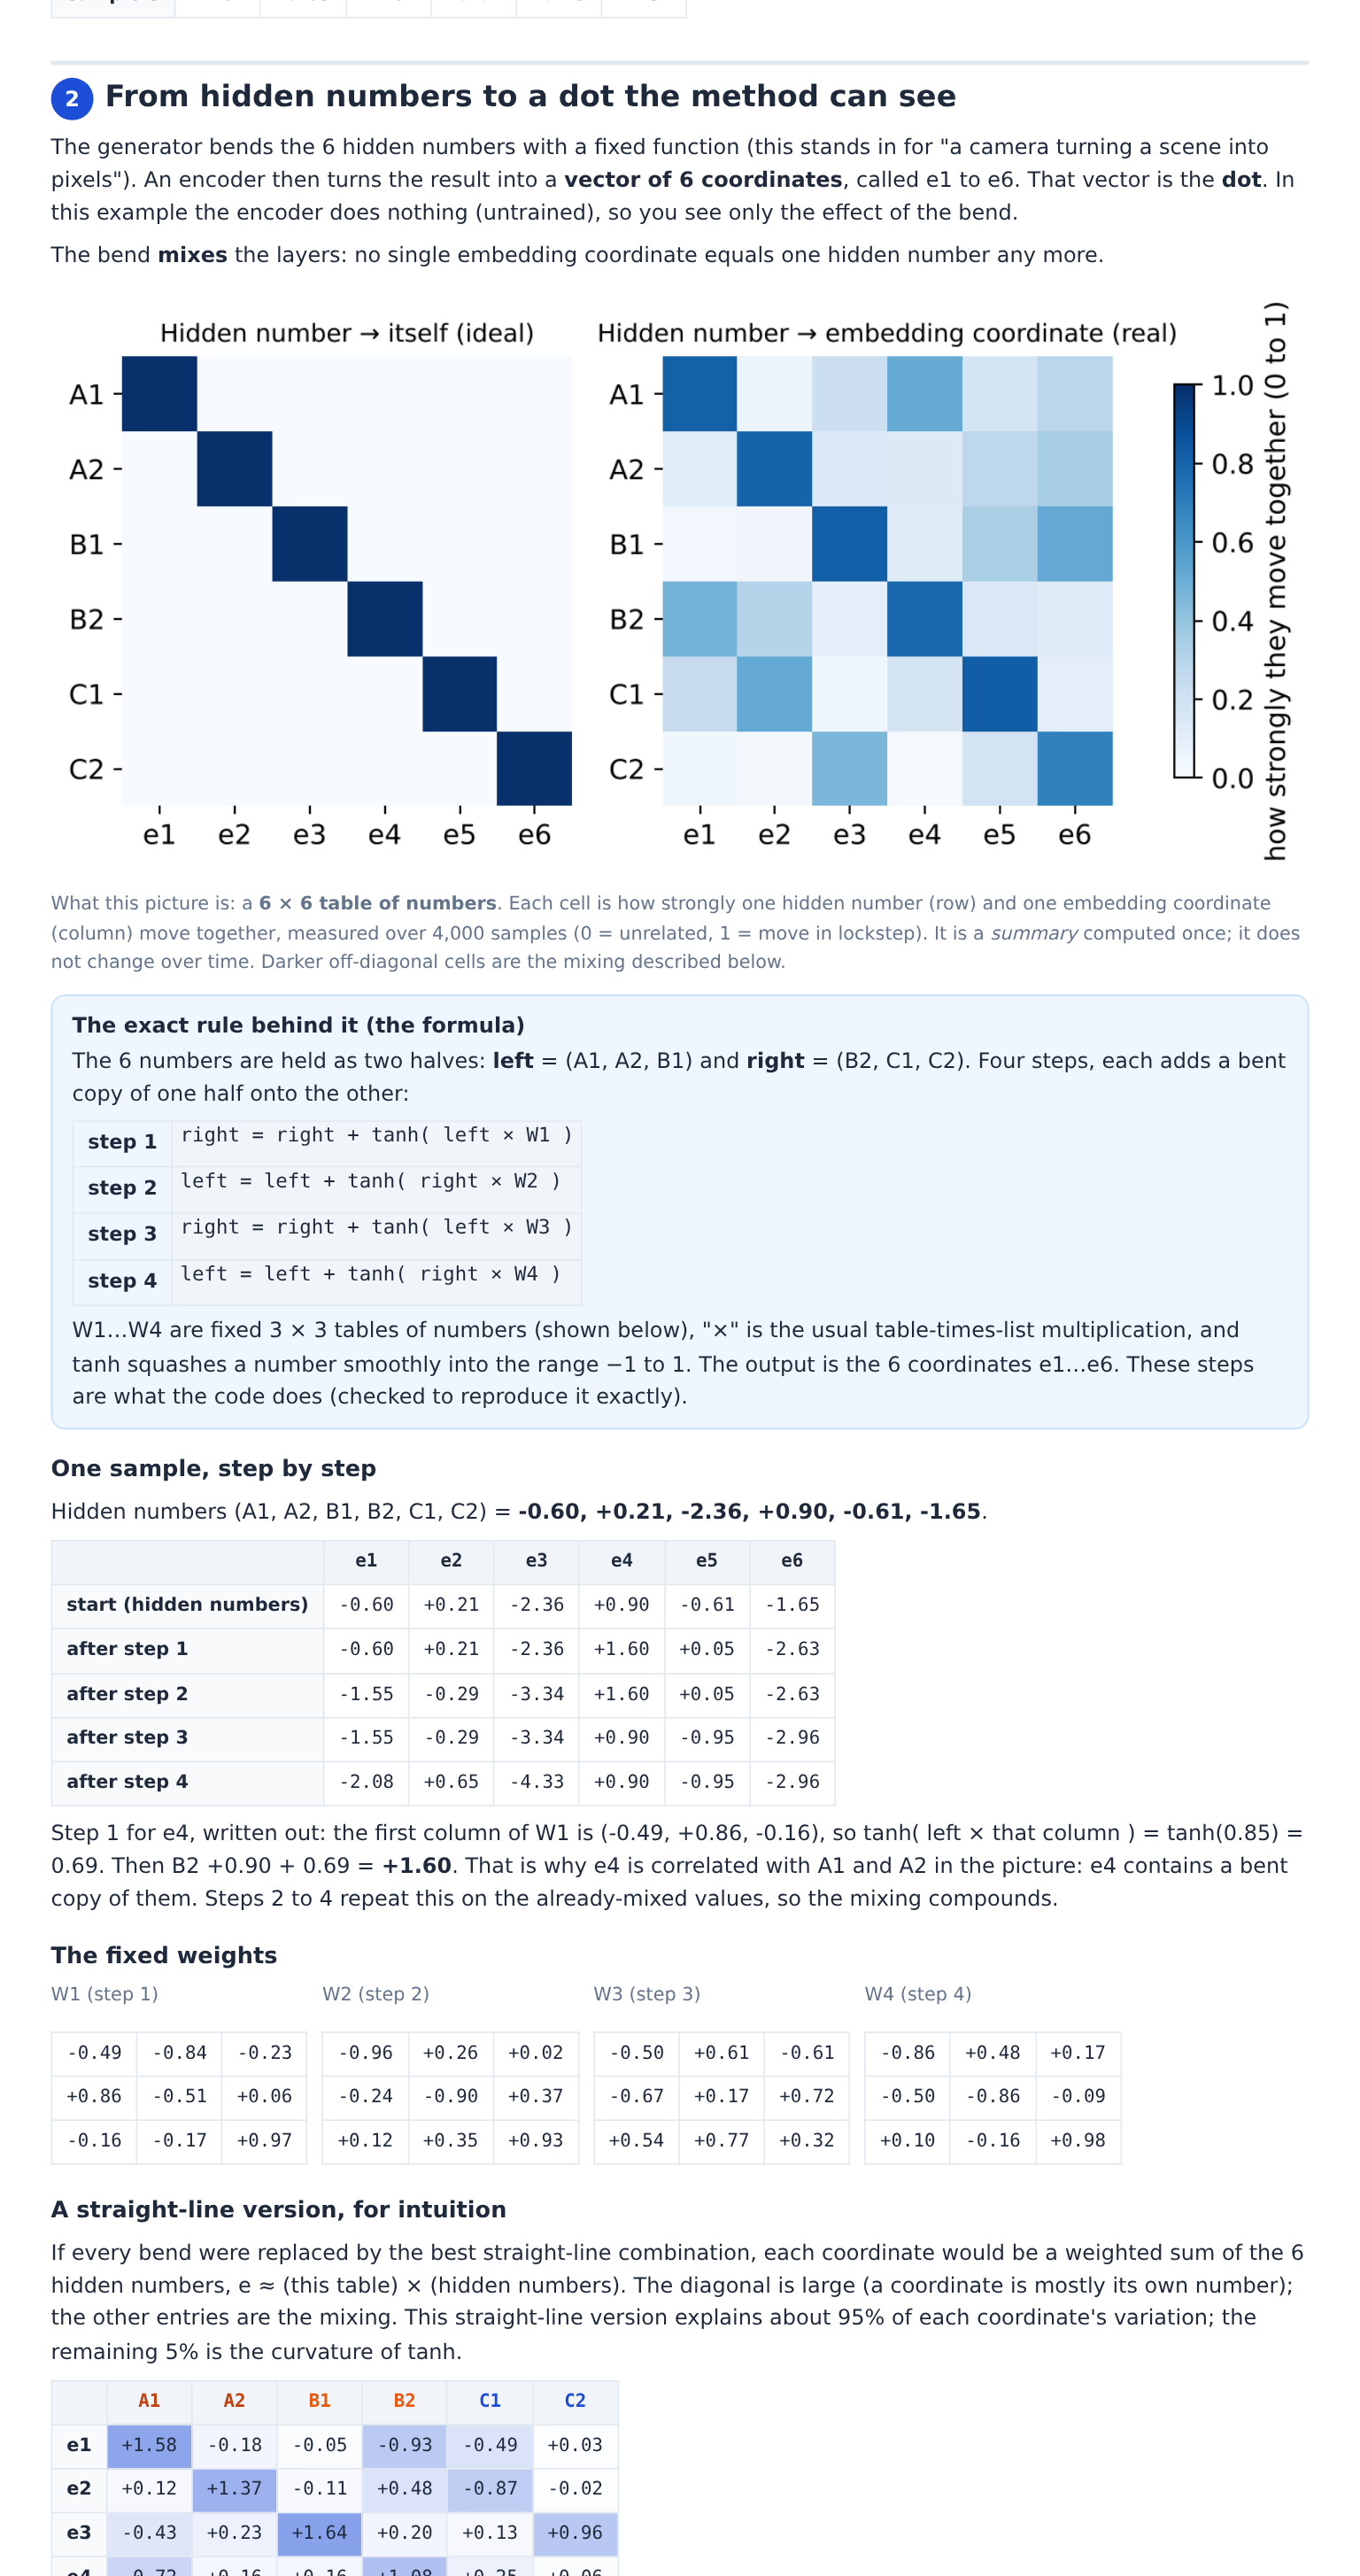 2 From hidden numbers to a dot the method can see
The generator bends the 6 hidden numbers with a fixed function (this stands in for "a camera turning a scene into
pixels"). An encoder then turns the result into a vector of 6 coordinates, called e1 to e6. That vector is the dot. In
this example the encoder does nothing (untrained), so you see only the effect of the bend.
The bend mixes the layers: no single embedding coordinate equals one hidden number any more.
Hidden number → itself (ideal)
A1
A2
B1
B2
C1
C2
e1 e2 e3 e4 e5 e6
Hidden number → embedding coordinate (real)
A1
A2
B1
B2
C1
C2
e1 e2 e3 e4 e5 e6
1.0
0.8
0.6
0.4
0.2
0.0
how strongly they move together (0 to 1)
What this picture is: a 6 × 6 table of numbers. Each cell is how strongly one hidden number (row) and one embedding coordinate
(column) move together, measured over 4,000 samples (0 = unrelated, 1 = move in lockstep). It is a summary computed once; it does
not change over time. Darker off-diagonal cells are the mixing described below.
The exact rule behind it (the formula)
The 6 numbers are held as two halves: left = (A1, A2, B1) and right = (B2, C1, C2). Four steps, each adds a bent
copy of one half onto the other:
step 1 right = right + tanh( left × W1 )
step 2 left = left + tanh( right × W2 )
step 3 right = right + tanh( left × W3 )
step 4 left = left + tanh( right × W4 )
W1…W4 are fixed 3 × 3 tables of numbers (shown below), "×" is the usual table-times-list multiplication, and
tanh squashes a number smoothly into the range −1 to 1. The output is the 6 coordinates e1…e6. These steps
are what the code does (checked to reproduce it exactly).
One sample, step by step
Hidden numbers (A1, A2, B1, B2, C1, C2) = -0.60, +0.21, -2.36, +0.90, -0.61, -1.65.
e1 e2 e3 e4 e5 e6
start (hidden numbers) -0.60 +0.21 -2.36 +0.90 -0.61 -1.65
after step 1 -0.60 +0.21 -2.36 +1.60 +0.05 -2.63
after step 2 -1.55 -0.29 -3.34 +1.60 +0.05 -2.63
after step 3 -1.55 -0.29 -3.34 +0.90 -0.95 -2.96
after step 4 -2.08 +0.65 -4.33 +0.90 -0.95 -2.96
Step 1 for e4, written out: the first column of W1 is (-0.49, +0.86, -0.16), so tanh( left × that column ) = tanh(0.85) =
0.69. Then B2 +0.90 + 0.69 = +1.60. That is why e4 is correlated with A1 and A2 in the picture: e4 contains a bent
copy of them. Steps 2 to 4 repeat this on the already-mixed values, so the mixing compounds.
The fixed weights
W1 (step 1) W2 (step 2) W3 (step 3) W4 (step 4)
-0.49 -0.84 -0.23 -0.96 +0.26 +0.02 -0.50 +0.61 -0.61 -0.86 +0.48 +0.17
+0.86 -0.51 +0.06 -0.24 -0.90 +0.37 -0.67 +0.17 +0.72 -0.50 -0.86 -0.09
-0.16 -0.17 +0.97 +0.12 +0.35 +0.93 +0.54 +0.77 +0.32 +0.10 -0.16 +0.98
A straight-line version, for intuition
If every bend were replaced by the best straight-line combination, each coordinate would be a weighted sum of the 6
hidden numbers, e ≈ (this table) × (hidden numbers). The diagonal is large (a coordinate is mostly its own number);
the other entries are the mixing. This straight-line version explains about 95% of each coordinate's variation; the
remaining 5% is the curvature of tanh.
A1 A2 B1 B2 C1 C2
e1 +1.58 -0.18 -0.05 -0.93 -0.49 +0.03
e2 +0.12 +1.37 -0.11 +0.48 -0.87 -0.02
e3 -0.43 +0.23 +1.64 +0.20 +0.13 +0.96